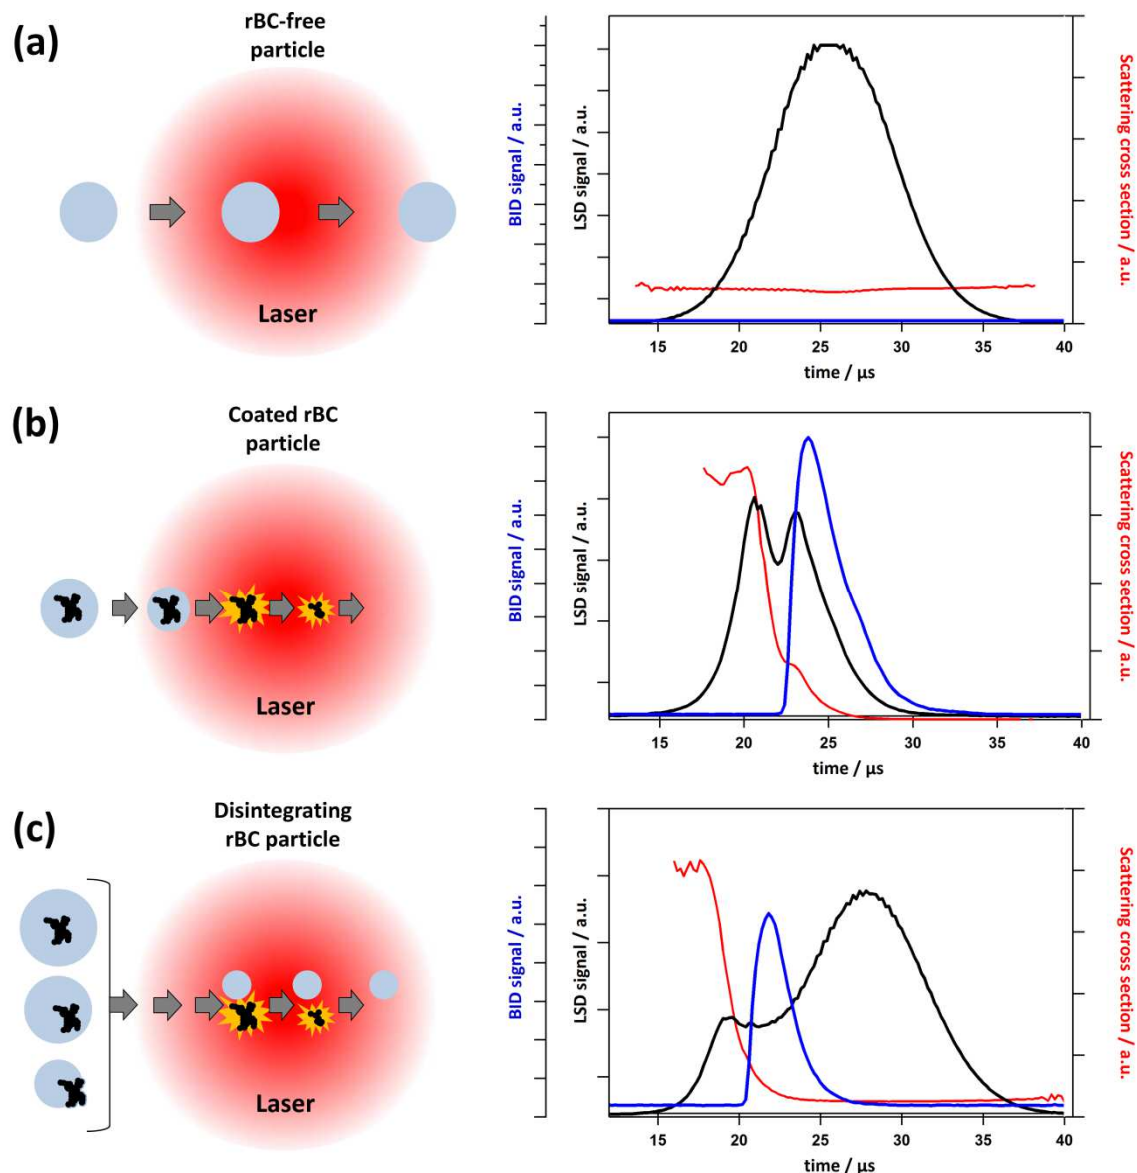 (a)
rBC-free
particle
Laser
BID signal / a.u.
LSD signal / a.u.
Scattering cross section / a.u.
15 20 25 30 35 40
time / µs
(b)
Coated rBC
particle
Laser
BID signal / a.u.
LSD signal / a.u.
Scattering cross section / a.u.
15 20 25 30 35 40
time / µs
(c)
Disintegrating
rBC particle
Laser
BID signal / a.u.
LSD signal / a.u.
Scattering cross section / a.u.
15 20 25 30 35 40
time / µs